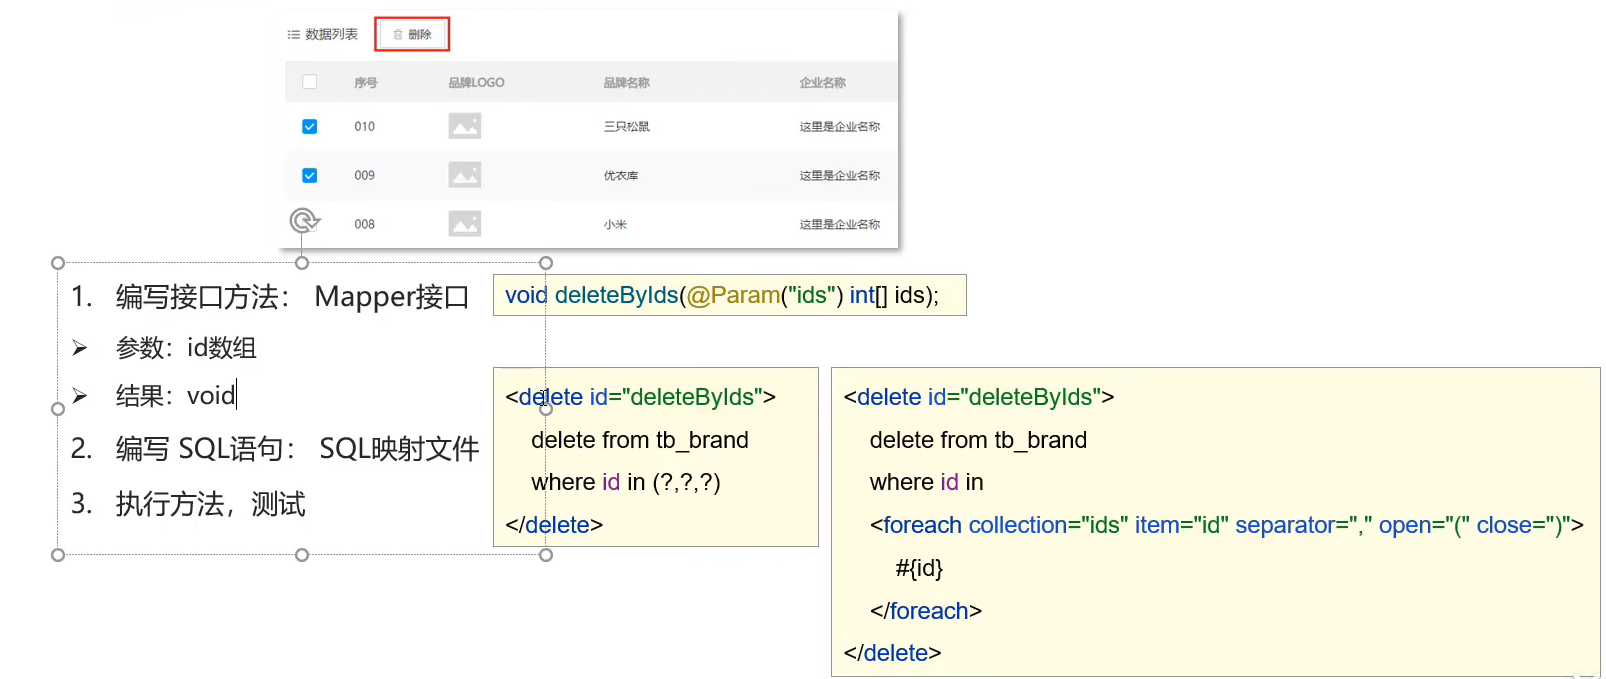 数据列表 删除
序号 品牌LOGO 品牌名称 企业名称
010 三只松鼠 这里是企业名称
009 优衣库 这里是企业名称
008 小米 这里是企业名称
1. 编写接口方法： Mapper接口
➢ 参数：id数组
➢ 结果：void
2. 编写 SQL语句： SQL映射文件
3. 执行方法，测试
void deleteByIds(@Param("ids") int[] ids);
<delete id="deleteByIds">
delete from tb_brand
where id in (?,?,?)
</delete>
<delete id="deleteByIds">
delete from tb_brand
where id in
<foreach collection="ids" item="id" separator="," open="(" close=")">
#{id}
</foreach>
</delete>